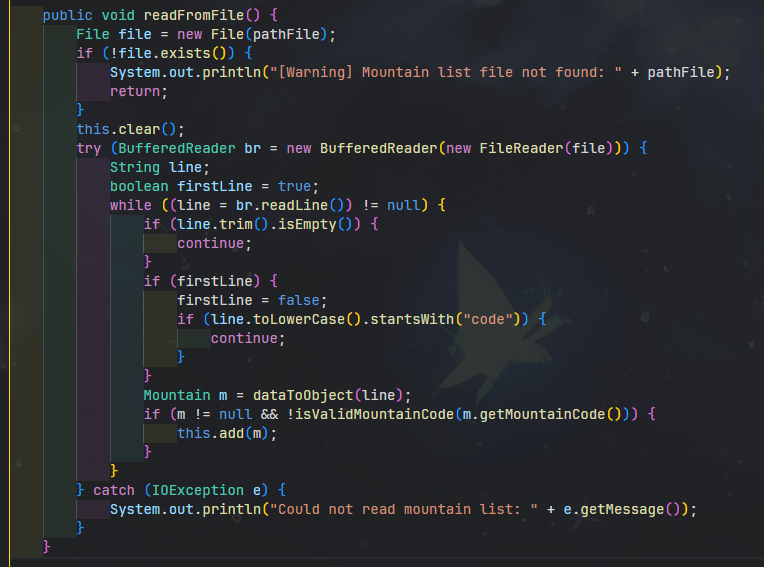 public void readFromFile() {
    File file = new File(pathFile);
    if (!file.exists()) {
        System.out.println("[Warning] Mountain list file not found: " + pathFile);
        return;
    }
    this.clear();
    try (BufferedReader br = new BufferedReader(new FileReader(file))) {
        String line;
        boolean firstLine = true;
        while ((line = br.readLine()) != null) {
            if (line.trim().isEmpty()) {
                continue;
            }
            if (firstLine) {
                firstLine = false;
                if (line.toLowerCase().startsWith("code")) {
                    continue;
                }
            }
            Mountain m = dataToObject(line);
            if (m != null && !isValidMountainCode(m.getMountainCode())) {
                this.add(m);
            }
        }
    } catch (IOException e) {
        System.out.println("Could not read mountain list: " + e.getMessage());
    }
}